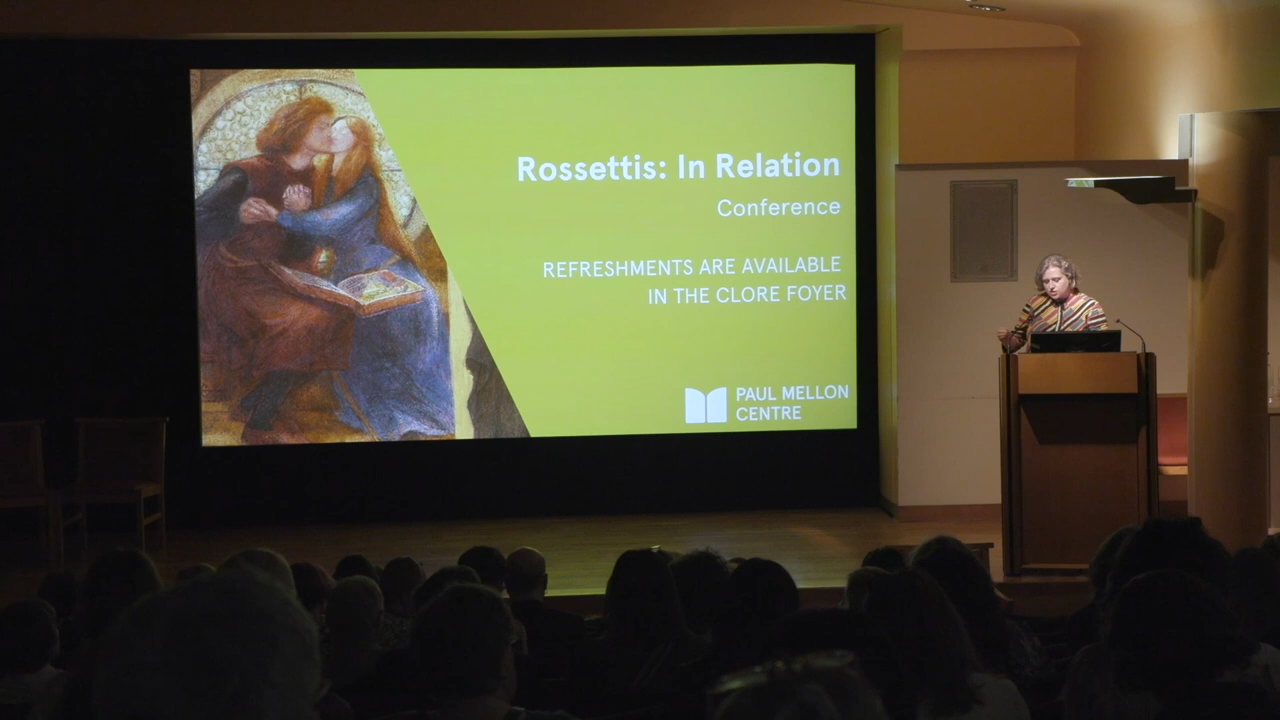 Rossettis: In Relation
Conference
REFRESHMENTS ARE AVAILABLE
IN THE CLORE FOYER
PAUL MELLON
CENTRE